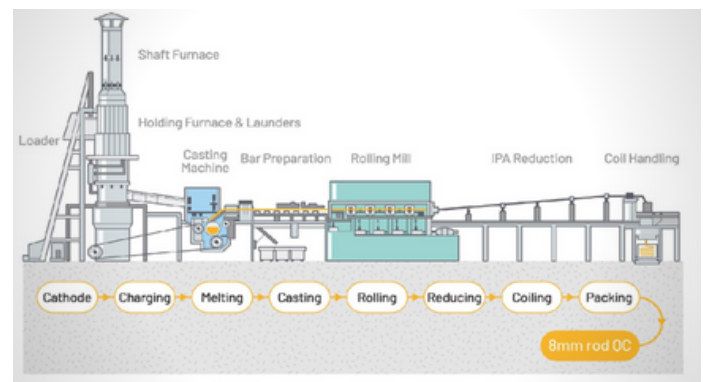 Shaft Furnace
Holding Furnace & Launders
Loader
Casting
Machine
Bar Preparation
Rolling Mill
IPA Reduction
Coil Handling
Cathode
Charging
Melting
Casting
Rolling
Reducing
Coiling
Packing
8mm rod QC